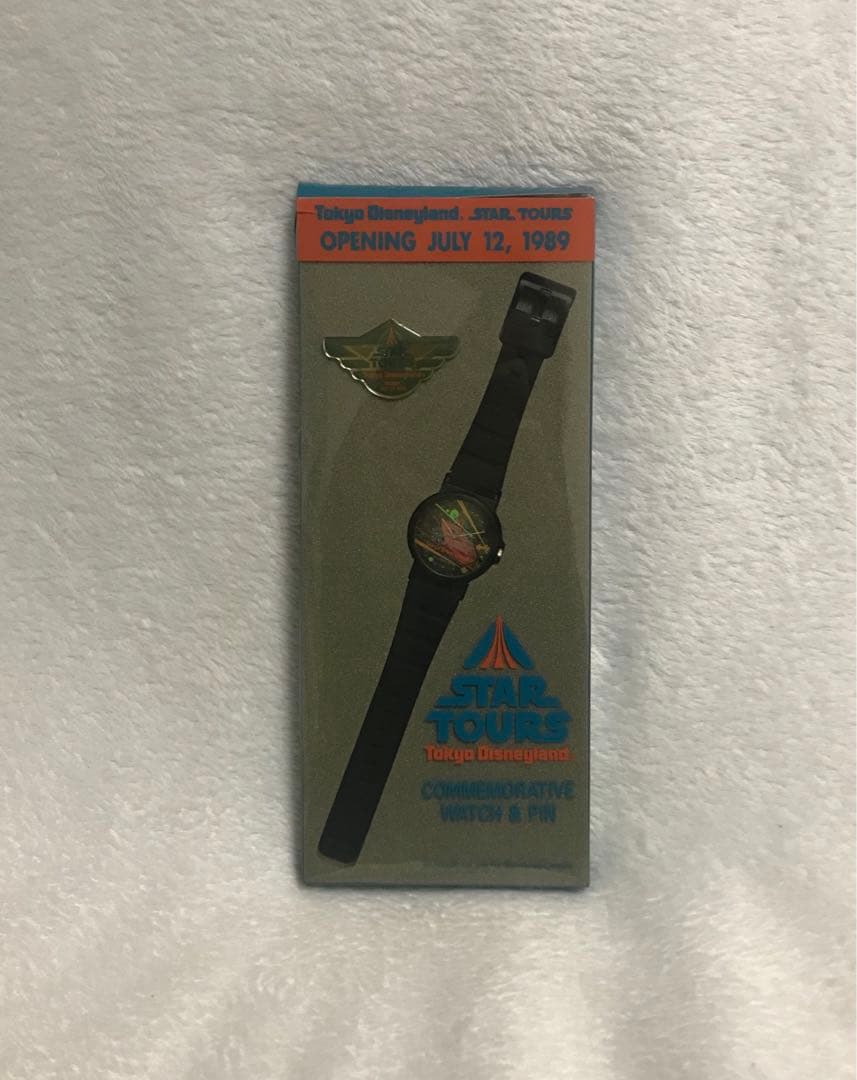 Tokyo Disneyland. STAR TOURS
OPENING JULY 12, 1989
STAR
TOURS
Tokyo Disneyland
COMMEMORATIVE
WATCH & PIN